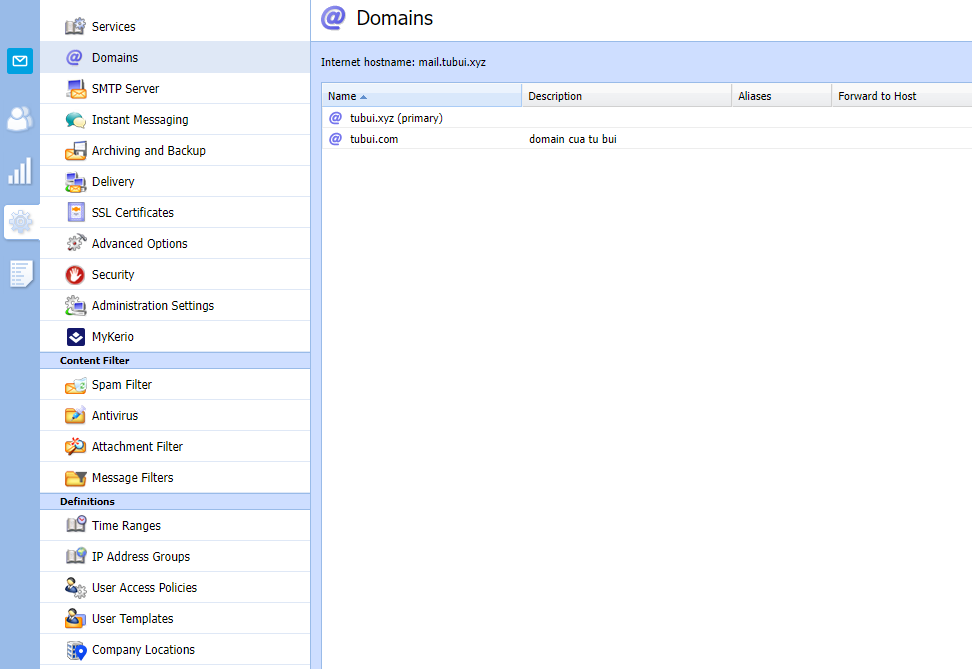 Services
Domains
SMTP Server
Instant Messaging
Archiving and Backup
Delivery
SSL Certificates
Advanced Options
Security
Administration Settings
MyKerio
Content Filter
Spam Filter
Antivirus
Attachment Filter
Message Filters
Definitions
Time Ranges
IP Address Groups
User Access Policies
User Templates
Company Locations
@ Domains
Internet hostname: mail.tubui.xyz
Name Description Aliases Forward to Host
tubui.xyz (primary)
tubui.com domain cua tu bui